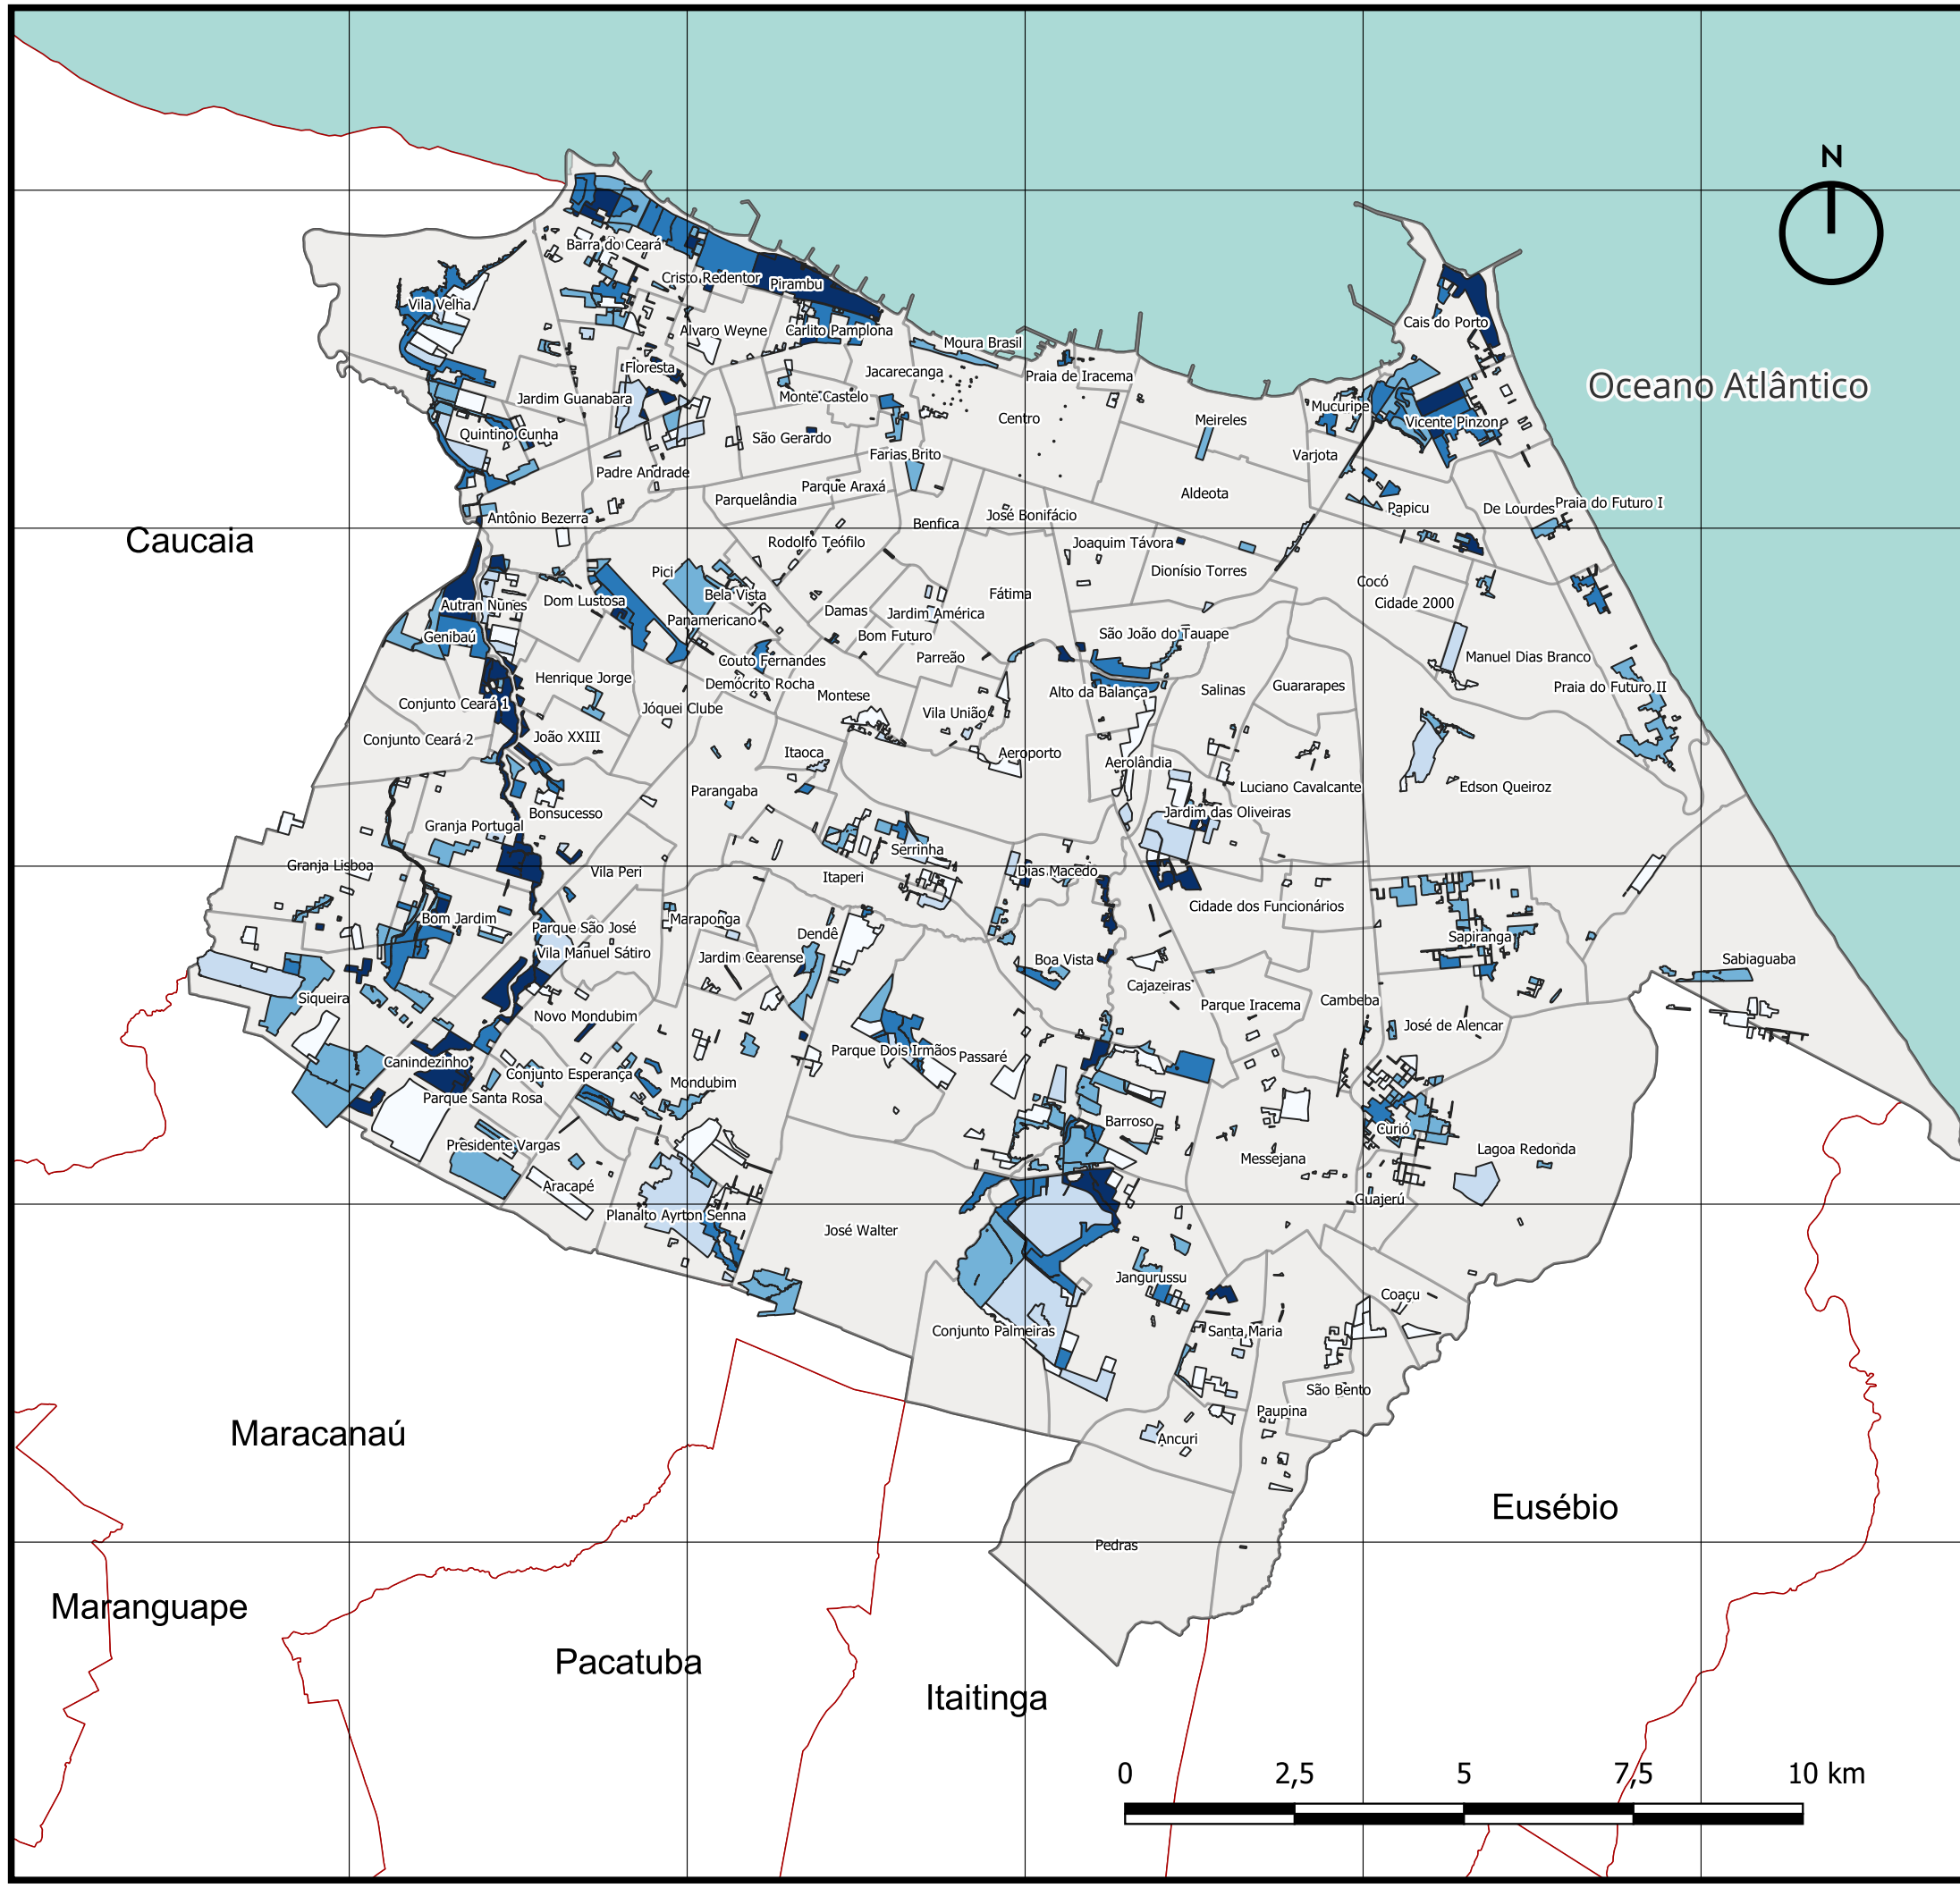 N
Barra do Ceará
Cristo Redentor
Pirambu
Vila Velha
Alvaro Weyne
Carlito Pamplona
Moura Brasil
Cais do Porto
Floresta
Jacarecanga
Praia de Iracema
Oceano Atlântico
Jardim Guanabara
Monte Castelo
Centro
Meireles
Mucuripe
Vicente Pinzon
Quintino Cunha
São Gerardo
Farias Brito
Varjota
Padre Andrade
Parquelândia
Parque Araxá
Aldeota
Papicu
De Lourdes
Praia do Futuro I
Antônio Bezerra
Benfica
José Bonifácio
Caucaia
Rodolfo Teófilo
Joaquim Távora
Pici
Dionísio Torres
Cocó
Autran Nunes
Dom Lustosa
Bela Vista
Fátima
Cidade 2000
Panamericano
Damas
Jardim América
Genibaú
Bom Futuro
São João do Tauape
Couto Fernandes
Parreão
Manuel Dias Branco
Henrique Jorge
Demócrito Rocha
Montese
Alto da Balança
Salinas
Guararapes
Praia do Futuro II
Conjunto Ceará 1
Jóquei Clube
Vila União
Conjunto Ceará 2
João XXIII
Itaoca
Aeroporto
Aerolândia
Parangaba
Luciano Cavalcante
Edson Queiroz
Bonsucesso
Jardim das Oliveiras
Granja Portugal
Serrinha
Granja Lisboa
Vila Peri
Itaperi
Dias Macêdo
Cidade dos Funcionários
Bom Jardim
Parque São José
Maraponga
Dendê
Sapiranga
Vila Manuel Sátiro
Jardim Cearense
Boa Vista
Sabiaguaba
Siqueira
Cajazeiras
Parque Iracema
Cambeba
Novo Mondubim
José de Alencar
Canindezinho
Parque Dois Irmãos
Passaré
Conjunto Esperança
Mondubim
Parque Santa Rosa
Barroso
Curió
Presidente Vargas
Messejana
Lagoa Redonda
Aracapé
Guajerú
Planalto Ayrton Senna
José Walter
Jangurussu
Coaçu
Conjunto Palmeiras
Santa Maria
São Bento
Paupina
Maracanaú
Ancuri
Eusébio
Pedras
Maranguape
Pacatuba
Itaitinga
0 2,5 5 7,5 10 km